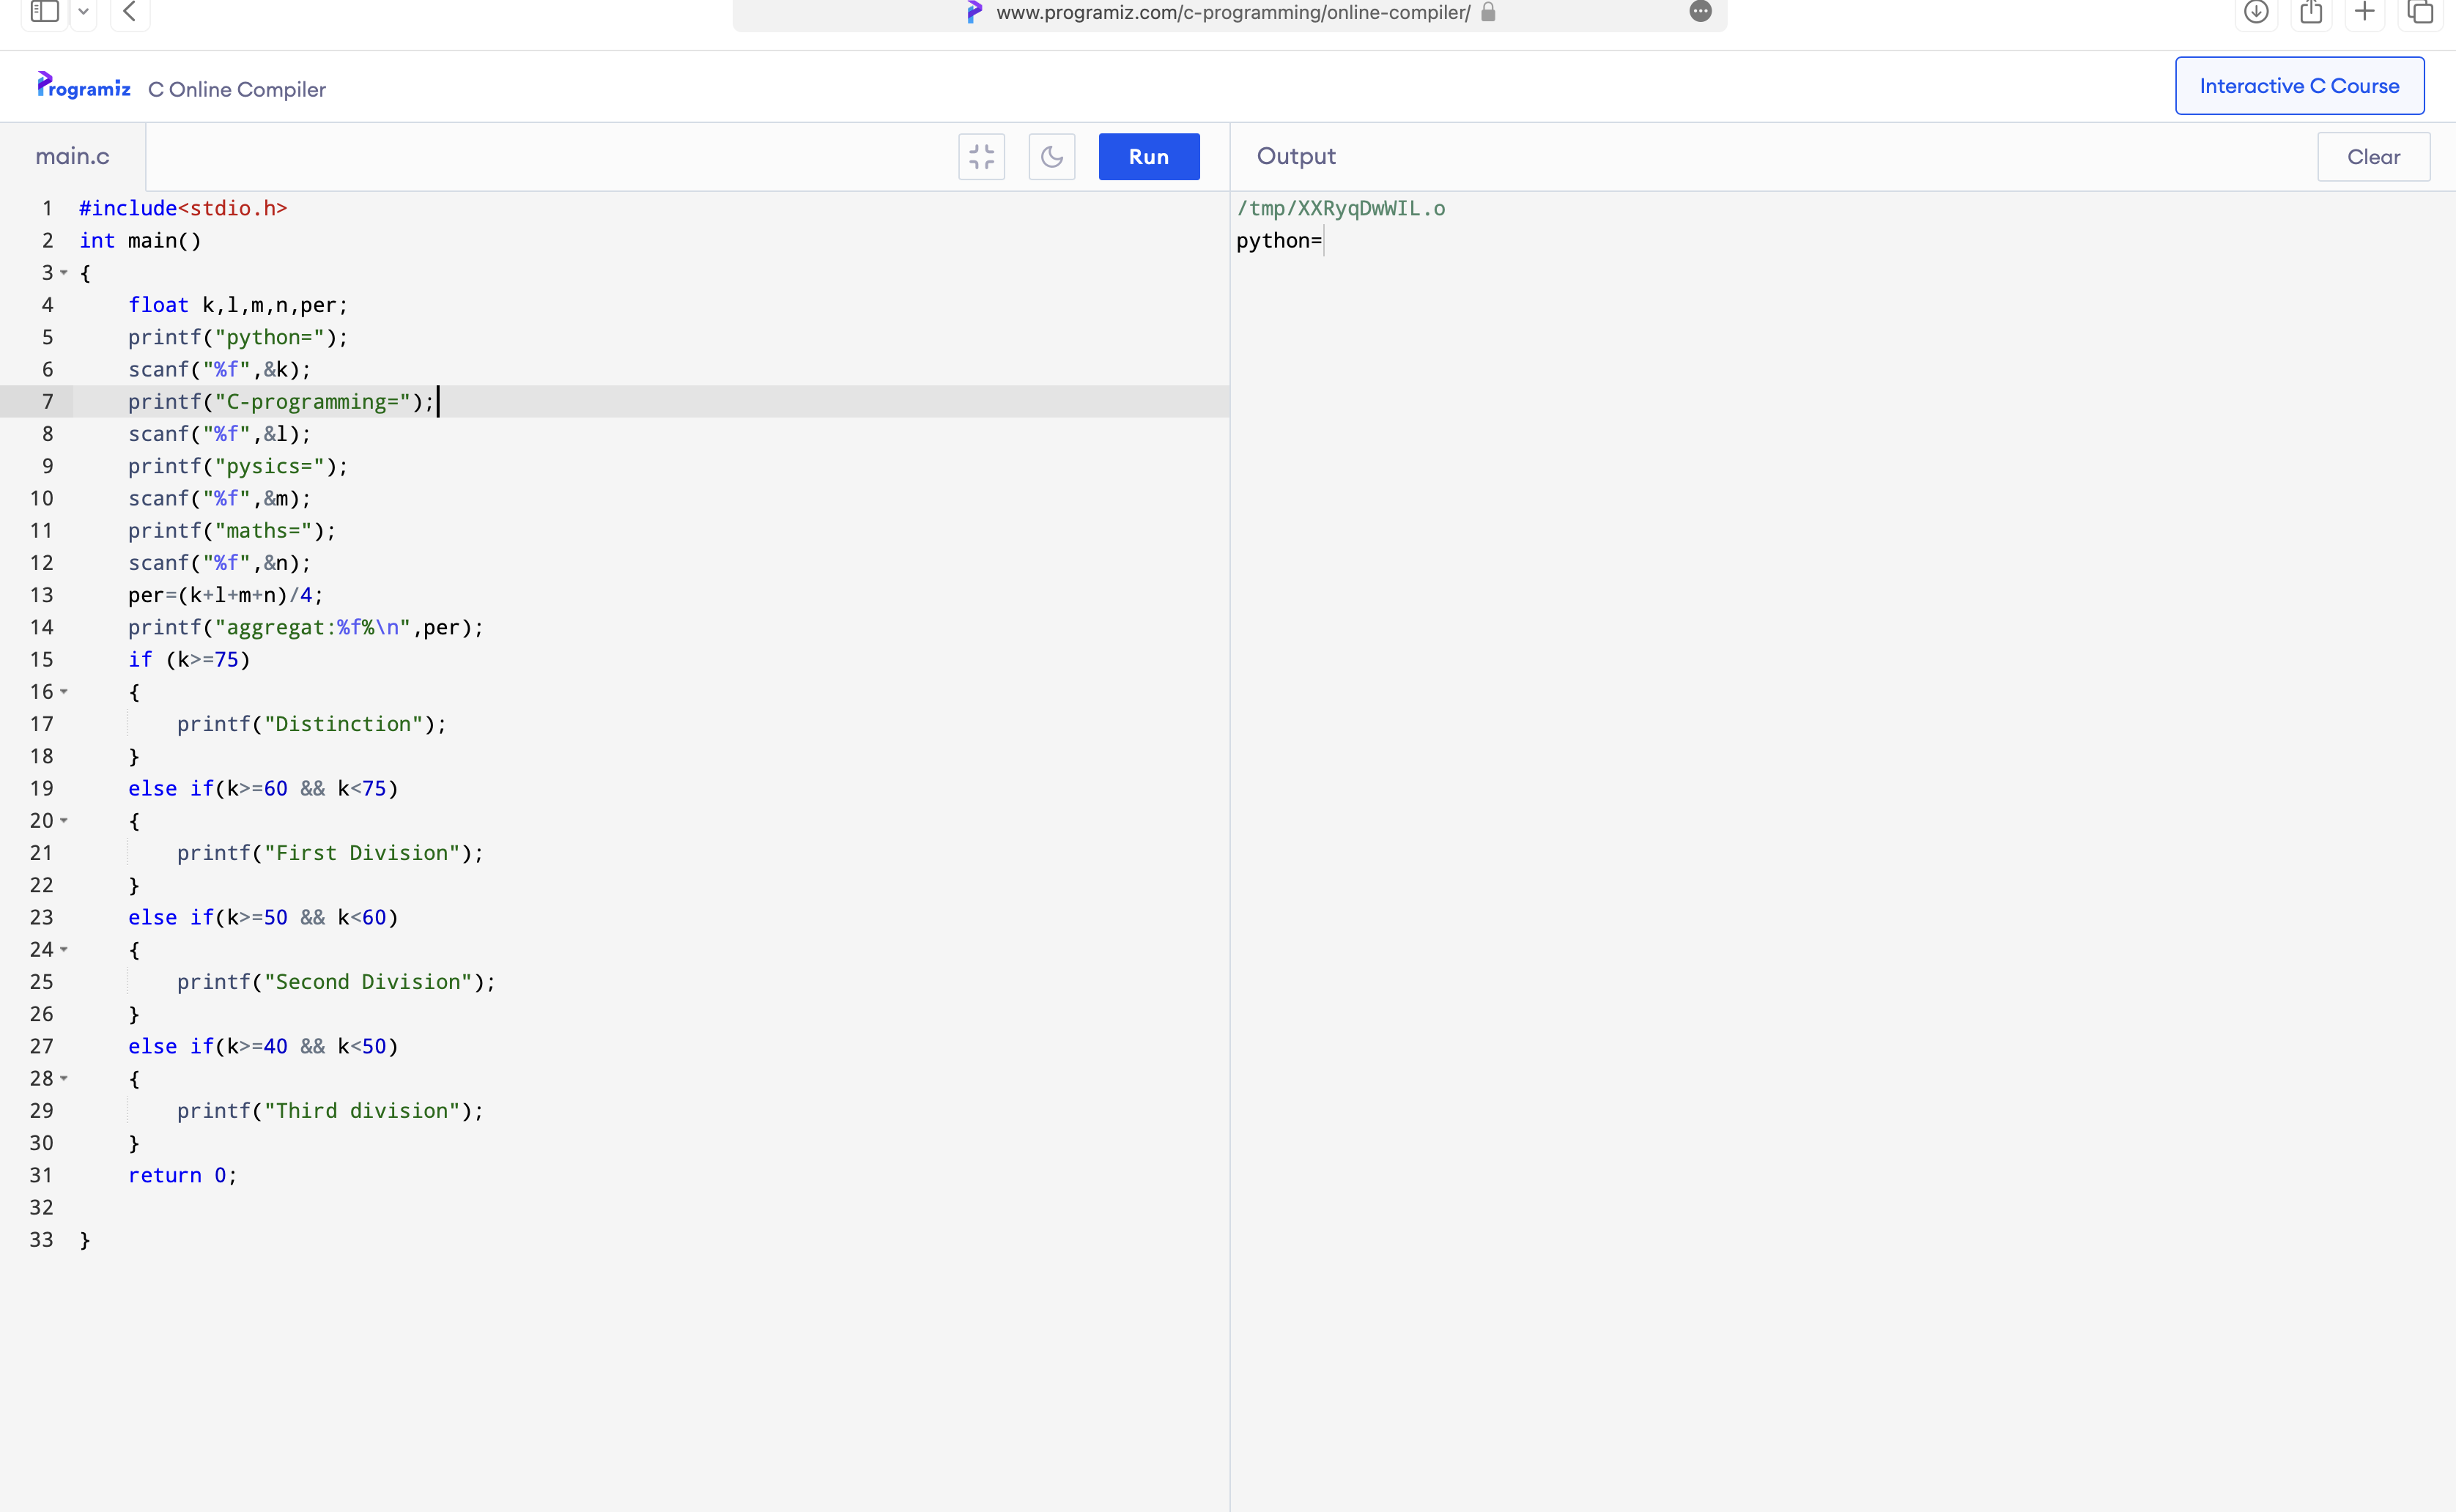 www.programiz.com/c-programming/online-compiler/
Programiz C Online Compiler
Interactive C Course
main.c
Run
Output
Clear
1 #include<stdio.h>
2 int main()
3 {
4 float k,l,m,n,per;
5 printf("python=");
6 scanf("%f",&k);
7 printf("C-programming=");
8 scanf("%f",&l);
9 printf("pysics=");
10 scanf("%f",&m);
11 printf("maths=");
12 scanf("%f",&n);
13 per=(k+l+m+n)/4;
14 printf("aggregat:%f%\n",per);
15 if (k>=75)
16 {
17 printf("Distinction");
18 }
19 else if(k>=60 && k<75)
20 {
21 printf("First Division");
22 }
23 else if(k>=50 && k<60)
24 {
25 printf("Second Division");
26 }
27 else if(k>=40 && k<50)
28 {
29 printf("Third division");
30 }
31 return 0;
32
33 }
/tmp/XXRyqDwWIL.o
python=